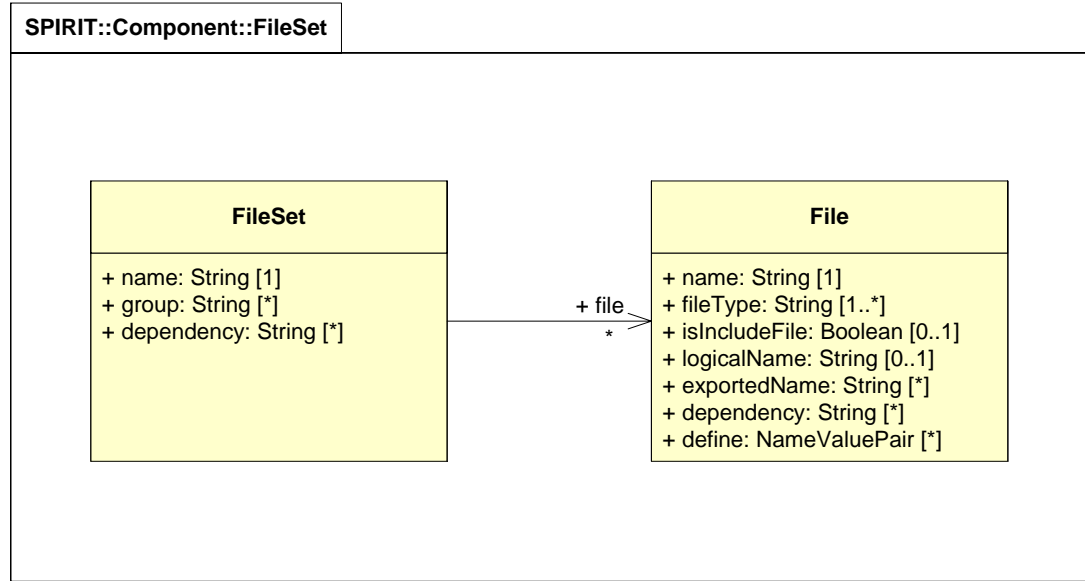 SPIRIT::Component::FileSet
FileSet
+ name: String [1]
+ group: String [*]
+ dependency: String [*]
+ file
*
File
+ name: String [1]
+ fileType: String [1..*]
+ isIncludeFile: Boolean [0..1]
+ logicalName: String [0..1]
+ exportedName: String [*]
+ dependency: String [*]
+ define: NameValuePair [*]